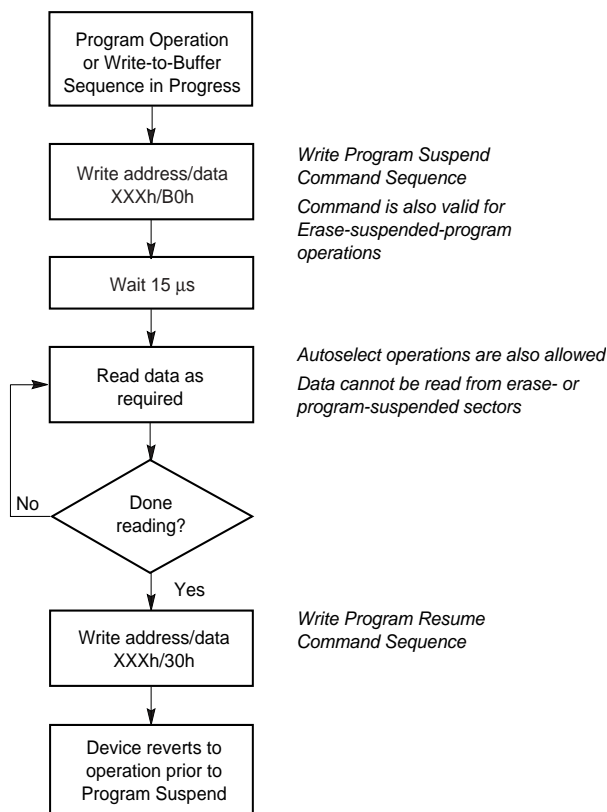 Program Operation
or Write-to-Buffer
Sequence in Progress
Write address/data
XXXh/B0h
Write Program Suspend
Command Sequence
Command is also valid for
Erase-suspended-program
operations
Wait 15 μs
Read data as
required
Autoselect operations are also allowed
Data cannot be read from erase- or
program-suspended sectors
No
Done
reading?
Yes
Write address/data
XXXh/30h
Write Program Resume
Command Sequence
Device reverts to
operation prior to
Program Suspend